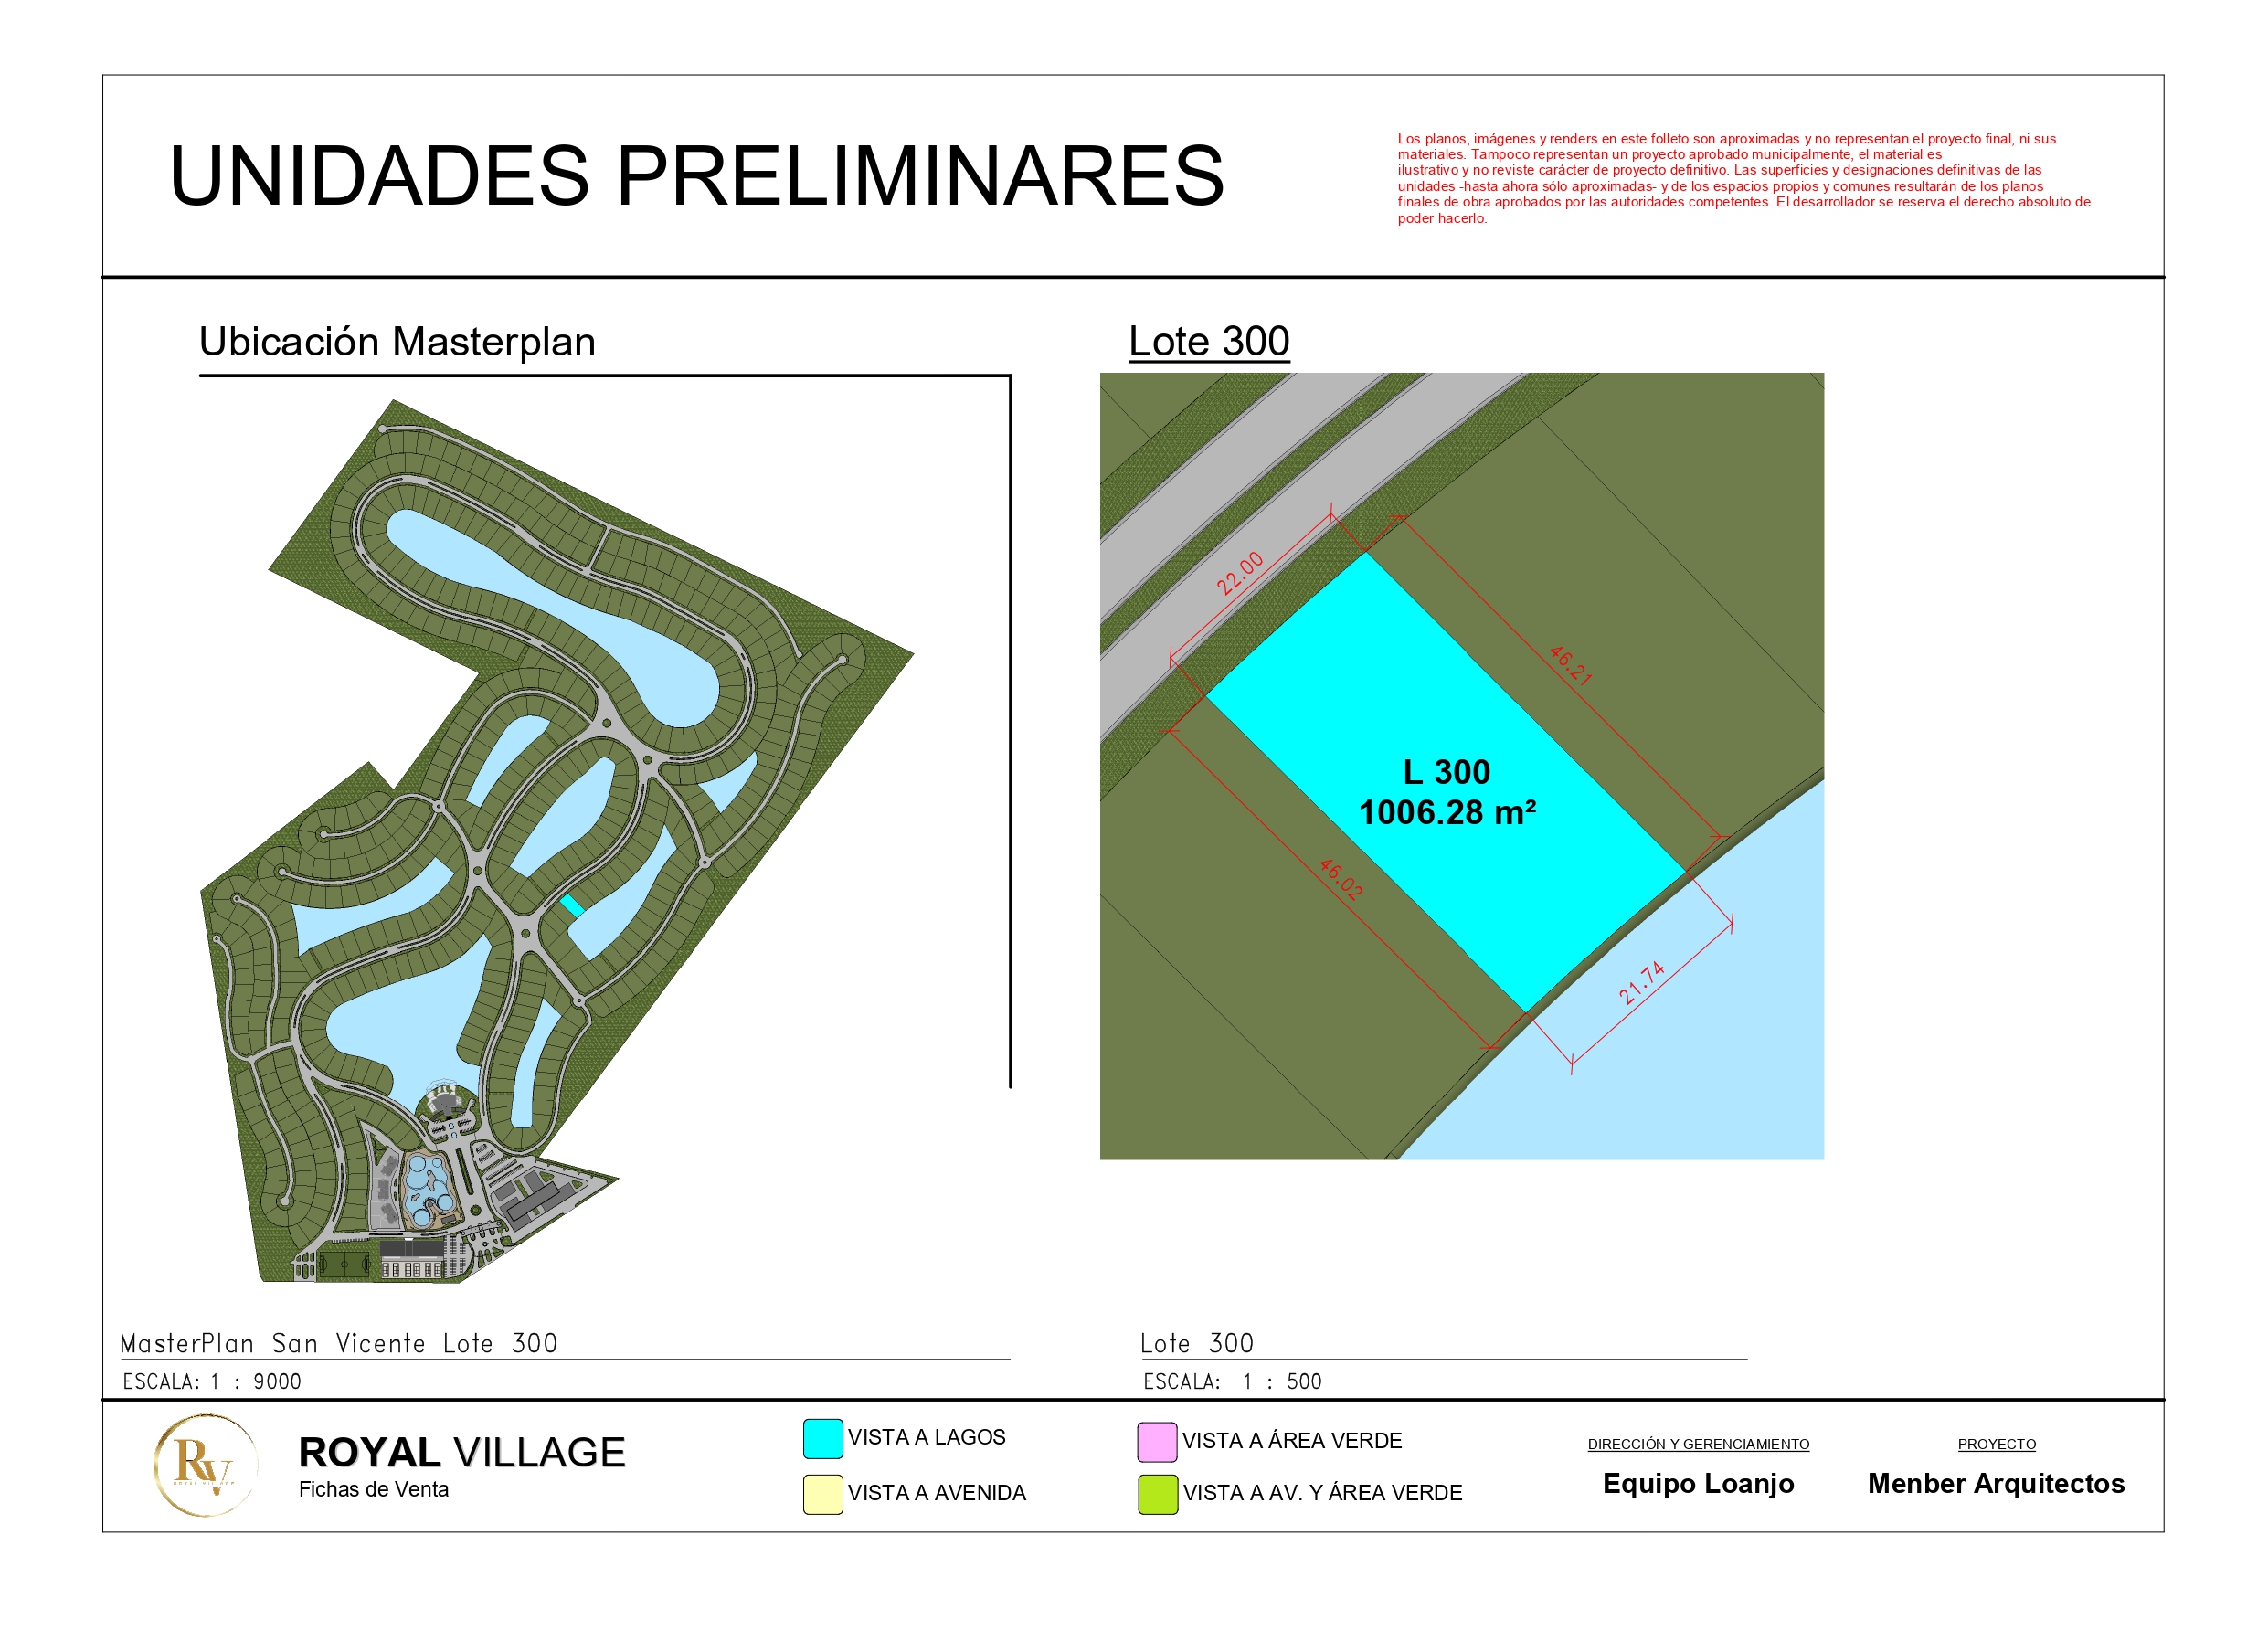 UNIDADES PRELIMINARES
Los planos, imágenes y renders en este folleto son aproximadas y no representan el proyecto final, ni sus
materiales. Tampoco representan un proyecto aprobado municipalmente, el material es
ilustrativo y no reviste carácter de proyecto definitivo. Las superficies y designaciones definitivas de las
unidades -hasta ahora sólo aproximadas- y de los espacios propios y comunes resultarán de los planos
finales de obra aprobados por las autoridades competentes. El desarrollador se reserva el derecho absoluto de
poder hacerlo.
Ubicación Masterplan
Lote 300
22.00
46.21
L 300
1006.28 m²
46.02
21.74
MasterPlan San Vicente Lote 300
ESCALA: 1 : 9000
Lote 300
ESCALA: 1 : 500
RV
ROYAL VILLAGE
ROYAL VILLAGE
Fichas de Venta
VISTA A LAGOS
VISTA A AVENIDA
VISTA A ÁREA VERDE
VISTA A AV. Y ÁREA VERDE
DIRECCIÓN Y GERENCIAMIENTO
Equipo Loanjo
PROYECTO
Menber Arquitectos